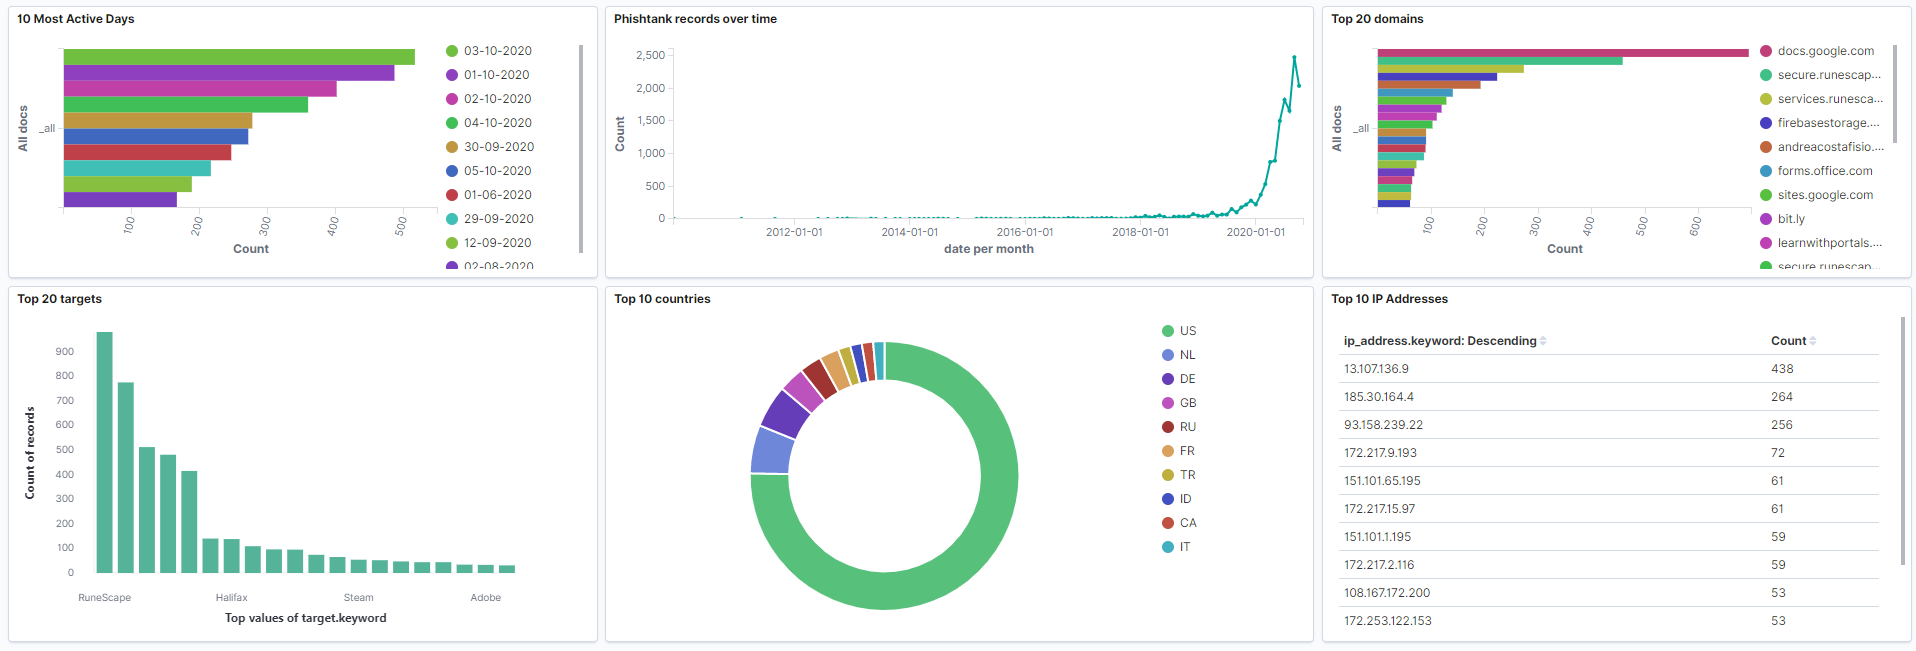 10 Most Active Days
All docs
_all
100
200
300
400
500
Count
03-10-2020
01-10-2020
02-10-2020
04-10-2020
30-09-2020
05-10-2020
01-06-2020
29-09-2020
12-09-2020
02-08-2020
Phishtank records over time
Count
2,500
2,000
1,500
1,000
500
0
2012-01-01
2014-01-01
2016-01-01
2018-01-01
2020-01-01
date per month
Top 20 domains
All docs
_all
100
200
300
400
500
600
Count
docs.google.com
secure.runescap...
services.runesca...
firebasestorage....
andreacostafisio....
forms.office.com
sites.google.com
bit.ly
learnwithportals....
secure.runescap...
Top 20 targets
Count of records
900
800
700
600
500
400
300
200
100
0
RuneScape
Halifax
Steam
Adobe
Top values of target.keyword
Top 10 countries
US
NL
DE
GB
RU
FR
TR
ID
CA
IT
Top 10 IP Addresses
ip_address.keyword: Descending Count
13.107.136.9 438
185.30.164.4 264
93.158.239.22 256
172.217.9.193 72
151.101.65.195 61
172.217.15.97 61
151.101.1.195 59
172.217.2.116 59
108.167.172.200 53
172.253.122.153 53